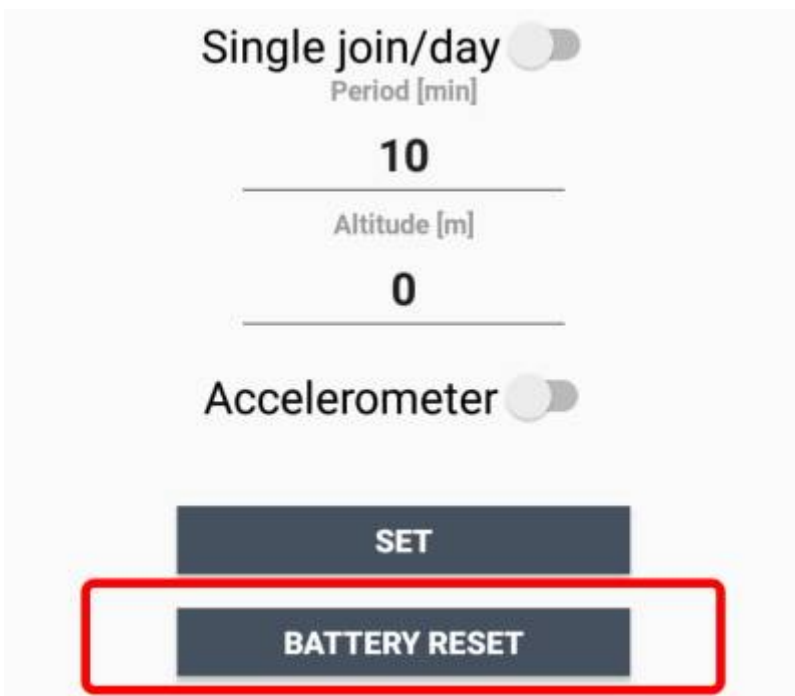 Single join/day
Period [min]
10
Altitude [m]
0
Accelerometer
SET
BATTERY RESET